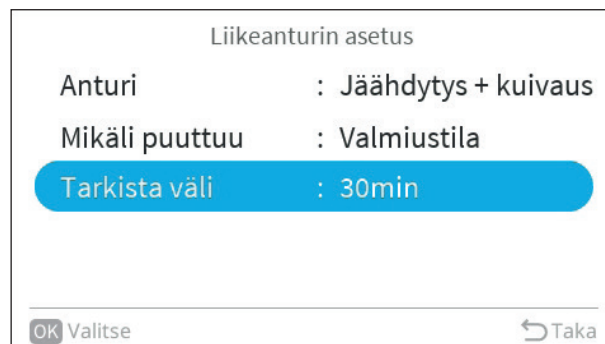 Liikeanturin asetus
Anturi : Jäähdytys + kuivaus
Mikäli puuttuu : Valmiustila
Tarkista väli : 30min
OK Valitse Taka